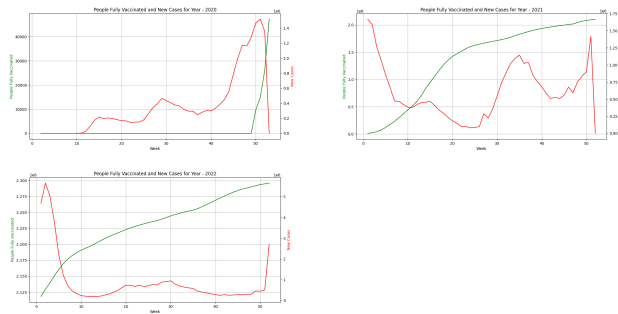 People Fully Vaccinated and New Cases for Year - 2020
People Fully Vaccinated
New Cases
1e6
40000
30000
20000
10000
0
1.4
1.2
1.0
0.8
0.6
0.4
0.2
0.0
0 10 20 30 40 50
Week
People Fully Vaccinated and New Cases for Year - 2021
People Fully Vaccinated
1e8
1e6
2.0
1.5
1.0
0.5
0.0
1.75
1.50
1.25
1.00
0.75
0.50
0.25
0.00
0 10 20 30 40 50
Week
People Fully Vaccinated and New Cases for Year - 2022
People Fully Vaccinated
New Cases
1e8
1e6
2.300
2.275
2.250
2.225
2.200
2.175
2.150
2.125
5
4
3
2
1
0
0 10 20 30 40 50
Week